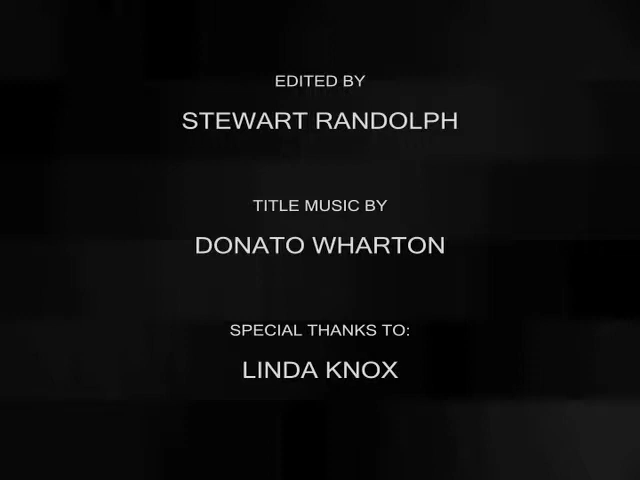 EDITED BY
STEWART RANDOLPH
TITLE MUSIC BY
DONATO WHARTON
SPECIAL THANKS TO:
LINDA KNOX